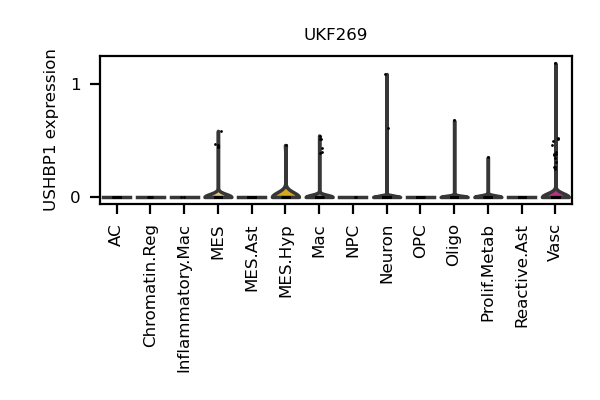 UKF269
USHBP1 expression
1
0
AC
Chromatin.Reg
Inflammatory.Mac
MES
MES.Ast
MES.Hyp
Mac
NPC
Neuron
OPC
Oligo
Prolif.Metab
Reactive.Ast
Vasc